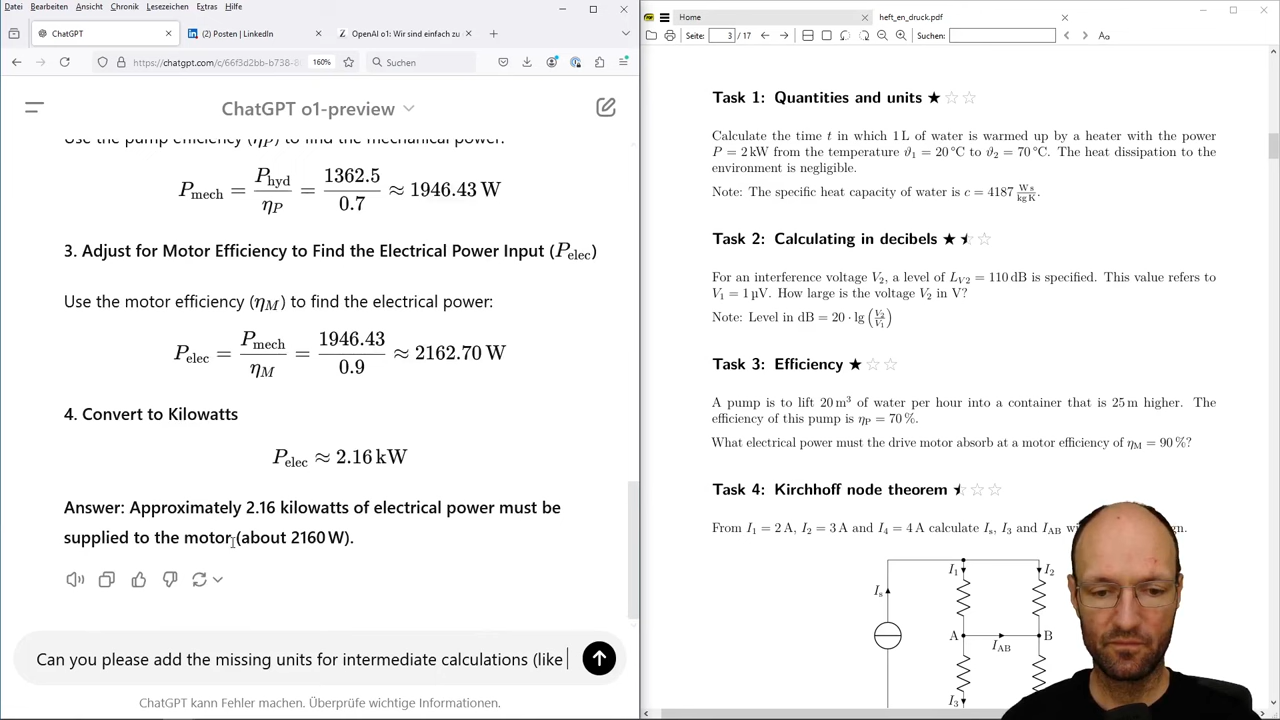 Datei Bearbeiten Ansicht Chronik Lesezeichen Extras Hilfe
ChatGPT
(2) Posten | LinkedIn
OpenAI o1: Wir sind einfach zu
https://chatgpt.com/c/66f3d2bb-b738-8
160%
Suchen
ChatGPT o1-preview
Use the pump efficiency (ηP) to find the mechanical power:
Pmech = Phyd / ηP = 1362.5 / 0.7 ≈ 1946.43 W
3. Adjust for Motor Efficiency to Find the Electrical Power Input (Pelec)
Use the motor efficiency (ηM) to find the electrical power:
Pelec = Pmech / ηM = 1946.43 / 0.9 ≈ 2162.70 W
4. Convert to Kilowatts
Pelec ≈ 2.16 kW
Answer: Approximately 2.16 kilowatts of electrical power must be
supplied to the motor (about 2160 W).
Can you please add the missing units for intermediate calculations (like
ChatGPT kann Fehler machen. Überprüfe wichtige Informationen.
Home
heft_en_druck.pdf
Seite: 3 / 17
Suchen:
Task 1: Quantities and units ★☆☆
Calculate the time t in which 1 L of water is warmed up by a heater with the power
P = 2 kW from the temperature ϑ1 = 20 °C to ϑ2 = 70 °C. The heat dissipation to the
environment is negligible.
Note: The specific heat capacity of water is c = 4187 W s / kg K.
Task 2: Calculating in decibels
For an interference voltage V2, a level of LV2 = 110 dB is specified. This value refers to
V1 = 1 µV. How large is the voltage V2 in V?
Note: Level in dB = 20 · lg (V2 / V1)
Task 3: Efficiency ★☆☆
A pump is to lift 20 m³ of water per hour into a container that is 25 m higher. The
efficiency of this pump is ηP = 70 %.
What electrical power must the drive motor absorb at a motor efficiency of ηM = 90 %?
Task 4: Kirchhoff node theorem
From I1 = 2 A, I2 = 3 A and I4 = 4 A calculate Is, I3 and IAB
I1
I2
Is
A
B
IAB
I3